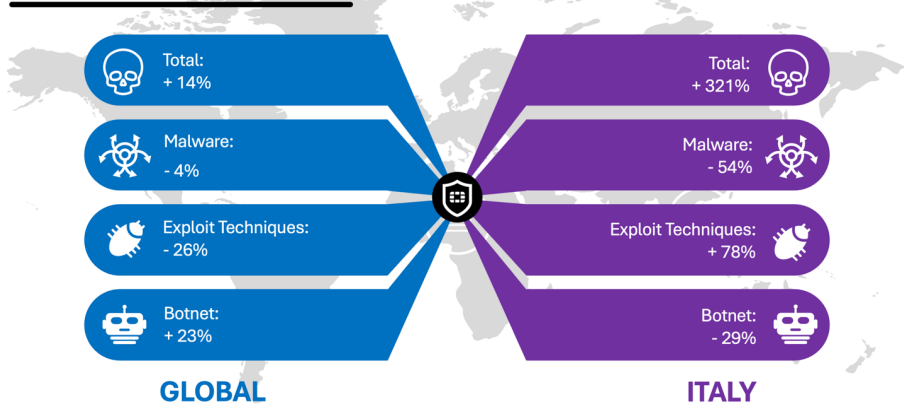 Total:
+ 14%
Malware:
- 4%
Exploit Techniques:
- 26%
Botnet:
+ 23%
GLOBAL
Total:
+ 321%
Malware:
- 54%
Exploit Techniques:
+ 78%
Botnet:
- 29%
ITALY